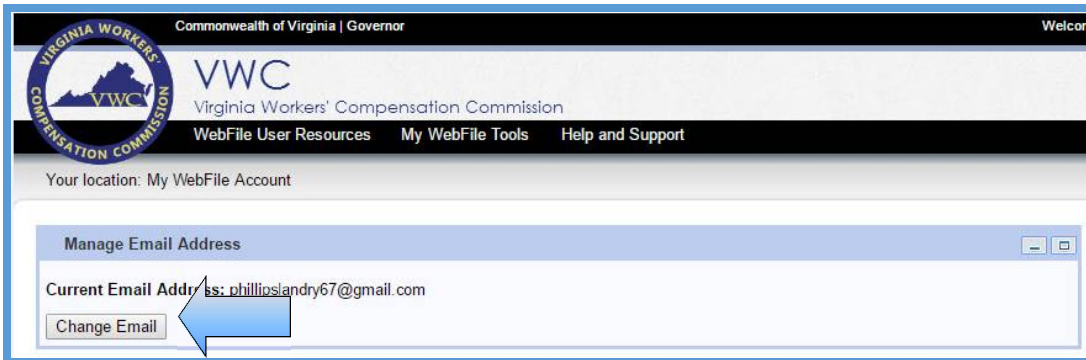 Commonwealth of Virginia | Governor
Welcor
VIRGINIA WORKERS' COMPENSATION COMMISSION
VWC
VWC
Virginia Workers' Compensation Commission
WebFile User Resources My WebFile Tools Help and Support
Your location: My WebFile Account
Manage Email Address
Current Email Address: phillipslandry67@gmail.com
Change Email